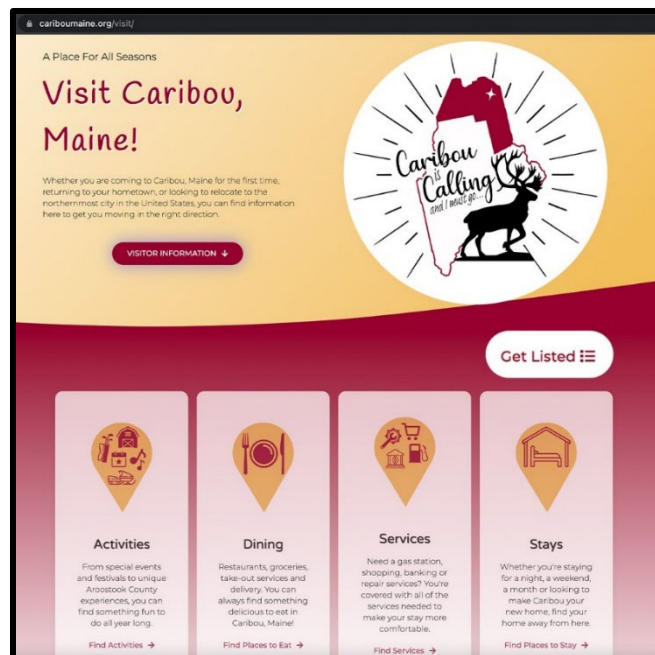 cariboumaine.org/visit/
A Place For All Seasons
Visit Caribou,
Maine!
Whether you are coming to Caribou, Maine for the first time,
returning to your hometown, or looking to relocate to the
northernmost city in the United States, you can find information
here to get you moving in the right direction.
VISITOR INFORMATION ↓
Caribou
is
Calling
and I must go...
Get Listed
Activities
From special events
and festivals to unique
Aroostook County
experiences, you can
find something fun to
do all year long.
Find Activities →
Dining
Restaurants, groceries,
take-out services and
delivery. You can
always find something
delicious to eat in
Caribou, Maine!
Find Places to Eat →
Services
Need a gas station,
shopping, banking or
repair services? You're
covered with all of the
services needed to
make your stay more
comfortable.
Find Services →
Stays
Whether you're staying
for a night, a weekend,
a month or looking to
make Caribou your
new home, find your
home away from here.
Find Places to Stay →